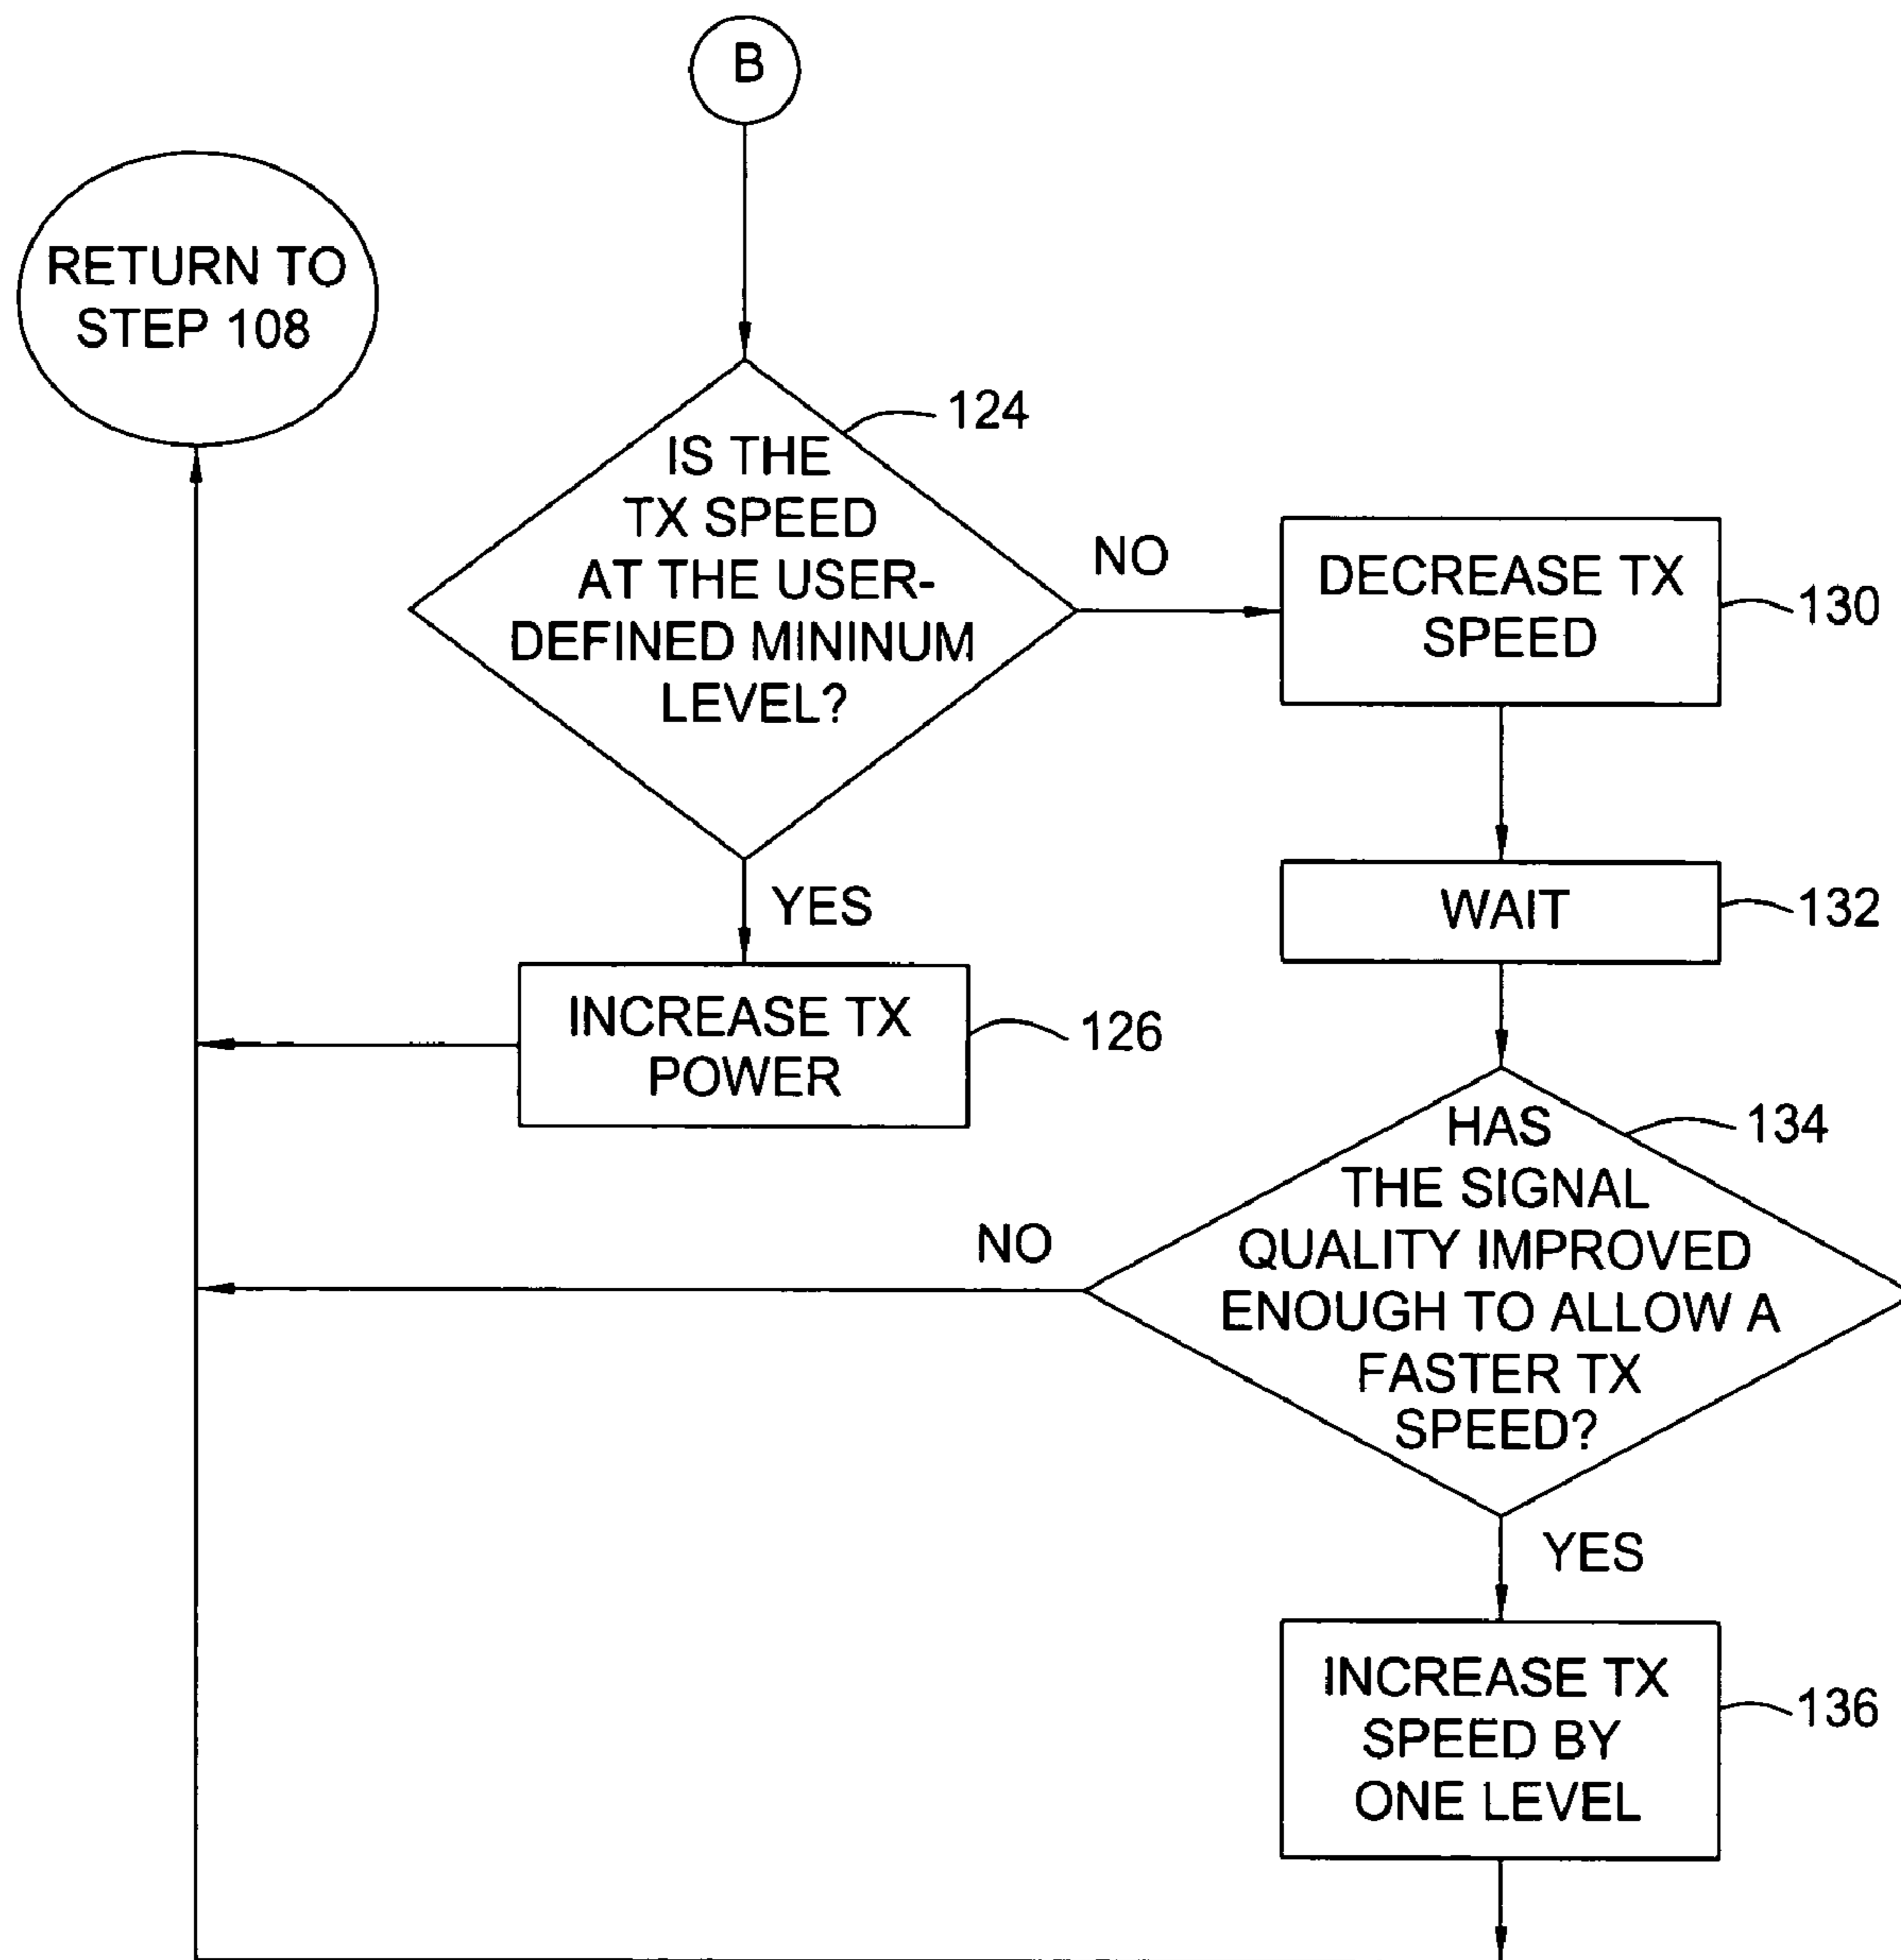 B
RETURN TO
STEP 108
124
IS THE
TX SPEED
AT THE USER-
DEFINED MININUM
LEVEL?
NO
DECREASE TX
SPEED
130
YES
WAIT
132
INCREASE TX
POWER
126
HAS
THE SIGNAL
QUALITY IMPROVED
ENOUGH TO ALLOW A
FASTER TX
SPEED?
134
NO
YES
INCREASE TX
SPEED BY
ONE LEVEL
136